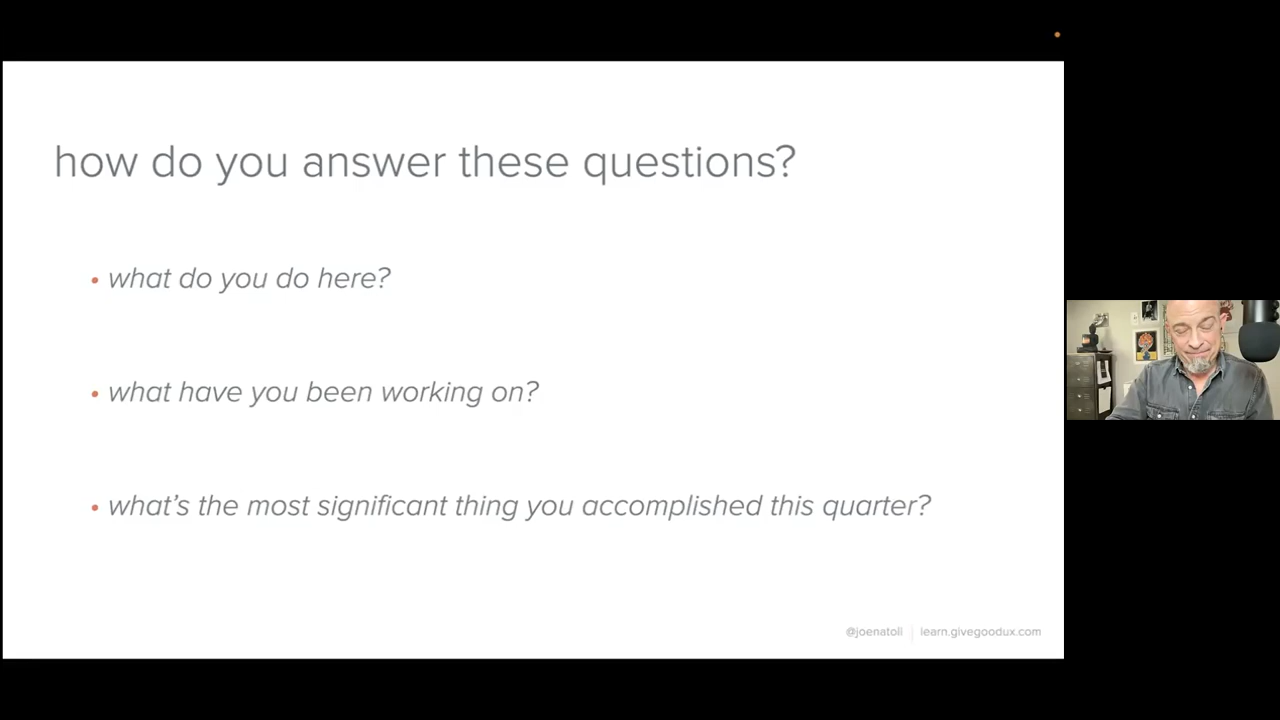 how do you answer these questions?
• what do you do here?
• what have you been working on?
• what’s the most significant thing you accomplished this quarter?
@joenatoli | learn.givegoodux.com